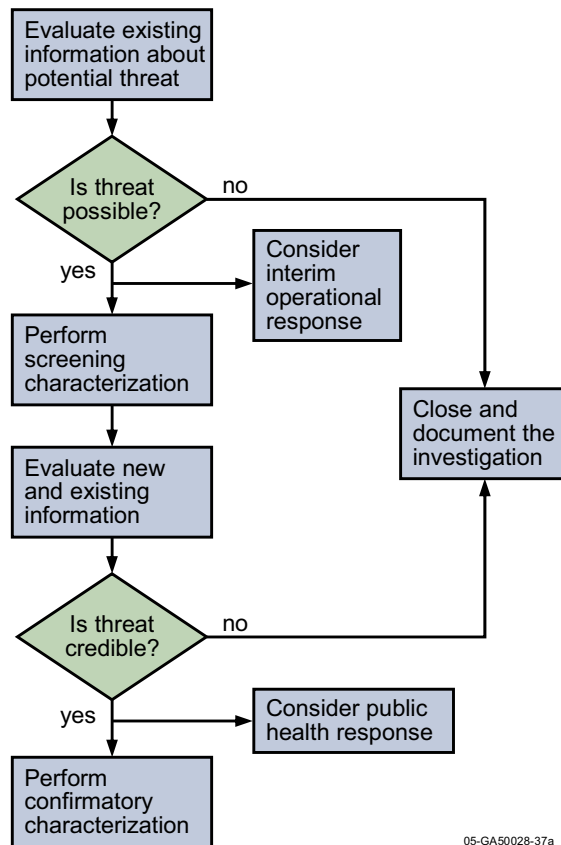 Evaluate existing
information about
potential threat
Is threat
possible?
no
yes
Consider
interim
operational
response
Perform
screening
characterization
Close and
document the
investigation
Evaluate new
and existing
information
Is threat
credible?
no
yes
Consider public
health response
Perform
confirmatory
characterization
05-GA50028-37a